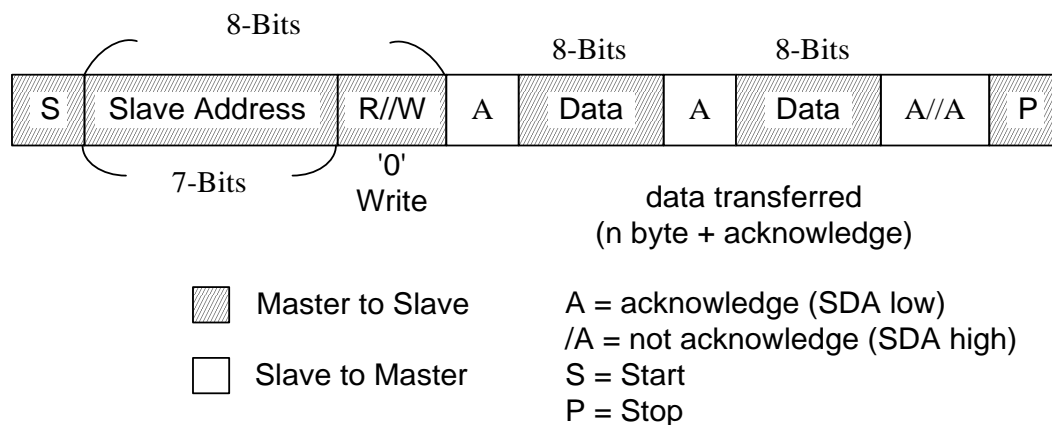 8-Bits 8-Bits 8-Bits
S Slave Address R//W A Data A Data A//A P
7-Bits '0'
Write
data transferred
(n byte + acknowledge)
Master to Slave
Slave to Master
A = acknowledge (SDA low)
/A = not acknowledge (SDA high)
S = Start
P = Stop